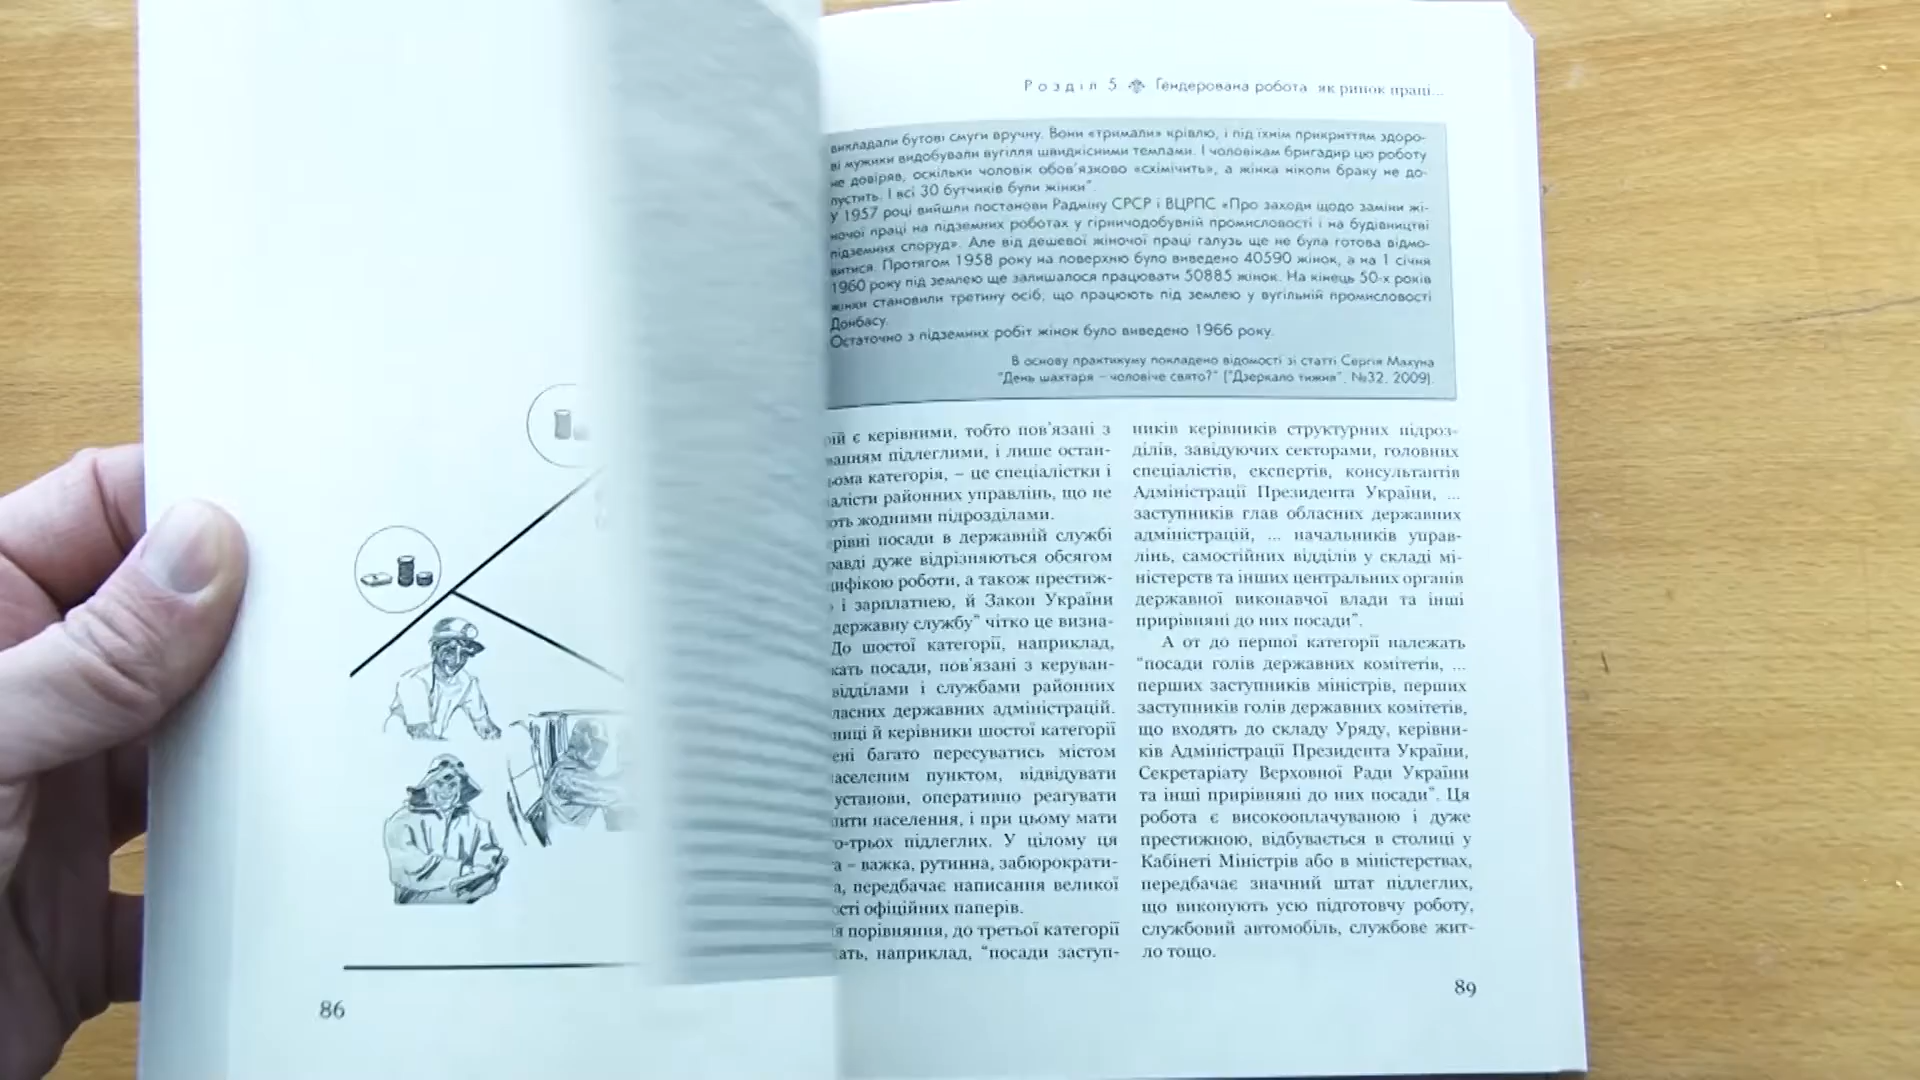 86
Розділ 5 Гендерована робота як ринок праці...
викладали бутові смуги вручну. Вони «тримали» крівлю, і під їхнім прикриттям здоро-
ві мужики видобували вугілля швидкісними темпами. І чоловікам бригадир цю роботу
не довіряв, оскільки чоловік обов'язково «схімічить», а жінка ніколи браку не до-
пустить. І всі 30 бутчиків були жінки".
У 1957 році вийшли постанови Радміну СРСР і ВЦРПС «Про заходи щодо заміни жі-
ночої праці на підземних роботах у гірничодобувній промисловості і на будівництві
підземних споруд». Але від дешевої жіночої праці галузь ще не була готова відмо-
витися. Протягом 1958 року на поверхню було виведено 40590 жінок, а на 1 січня
1960 року під землею ще залишалося працювати 50885 жінок. На кінець 50-х років
жінки становили третину осіб, що працюють під землею у вугільній промисловості
Донбасу.
Остаточно з підземних робіт жінок було виведено 1966 року.
В основу практикуму покладено відомості зі статті Сергія Махуна
"День шахтаря – чоловіче свято?" ("Дзеркало тижня", №32, 2009).
є керівними, тобто пов'язані з
підлеглими, і лише остан-
категорія, – це спеціалістки і
районних управлінь, що не
жодними підрозділами.
посади в державній службі
дуже відрізняються обсягом
роботи, а також престиж-
і зарплатнею, й Закон України
державну службу" чітко це визна-
До шостої категорії, наприклад,
посади, пов'язані з керуван-
відділами і службами районних
державних адміністрацій.
й керівники шостої категорії
багато пересуватись містом
населеним пунктом, відвідувати
установи, оперативно реагувати
населення, і при цьому мати
підлеглих. У цілому ця
– важка, рутинна, забюрократи-
передбачає написання великої
офіційних паперів.
порівняння, до третьої категорії
наприклад, "посади заступ-
ників керівників структурних підроз-
ділів, завідуючих секторами, головних
спеціалістів, експертів, консультантів
Адміністрації Президента України, ...
заступників глав обласних державних
адміністрацій, ... начальників управ-
лінь, самостійних відділів у складі мі-
ністерств та інших центральних органів
державної виконавчої влади та інші
прирівняні до них посади".
А от до першої категорії належать
"посади голів державних комітетів, ...
перших заступників міністрів, перших
заступників голів державних комітетів,
що входять до складу Уряду, керівни-
ків Адміністрації Президента України,
Секретаріату Верховної Ради України
та інші прирівняні до них посади". Ця
робота є високооплачуваною і дуже
престижною, відбувається в столиці у
Кабінеті Міністрів або в міністерствах,
передбачає значний штат підлеглих,
що виконують усю підготовчу роботу,
службовий автомобіль, службове жит-
ло тощо.
89